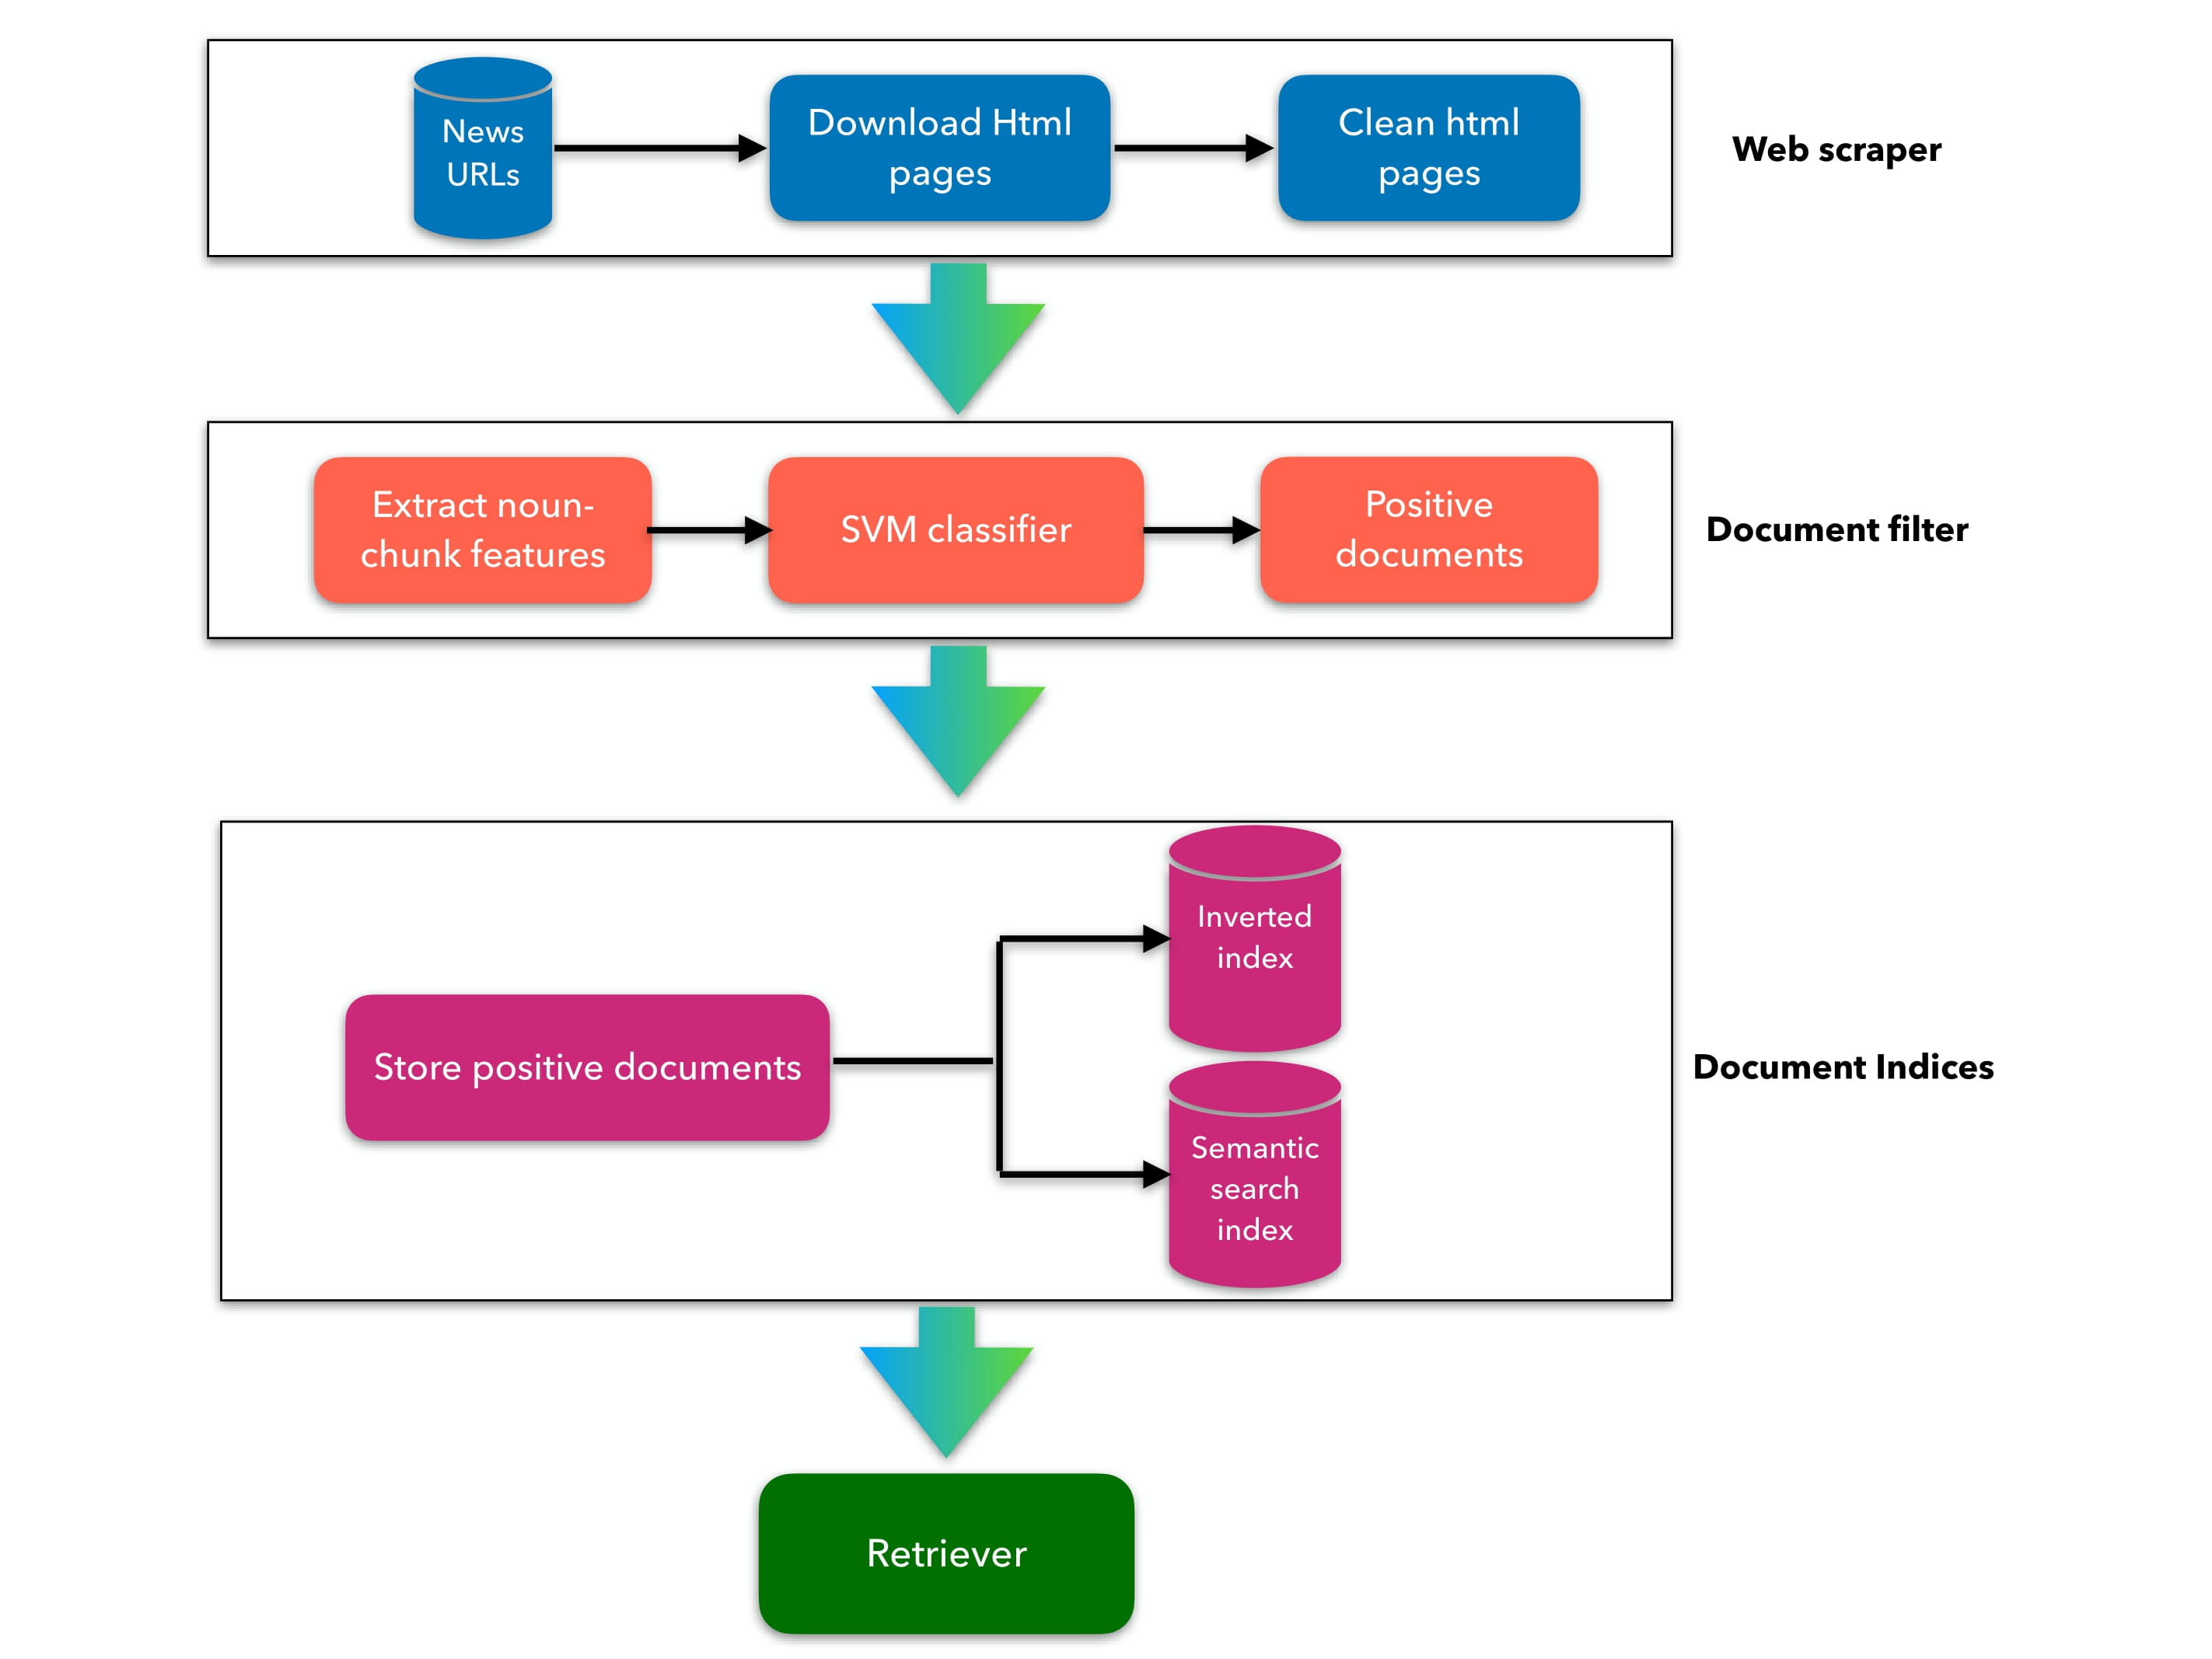 News
URLs
Download Html
pages
Clean html
pages
Web scraper
Extract noun-
chunk features
SVM classifier
Positive
documents
Document filter
Store positive documents
Inverted
index
Semantic
search
index
Document Indices
Retriever